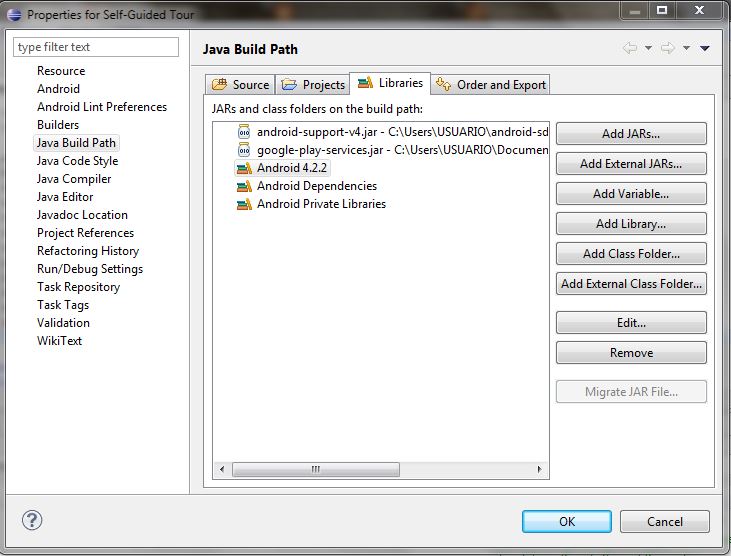 Properties for Self-Guided Tour
type filter text
Resource
Android
Android Lint Preferences
Builders
Java Build Path
Java Code Style
Java Compiler
Java Editor
Javadoc Location
Project References
Refactoring History
Run/Debug Settings
Task Repository
Task Tags
Validation
WikiText
Java Build Path
Source
Projects
Libraries
Order and Export
JARs and class folders on the build path:
android-support-v4.jar - C:\Users\USUARIO\android-sd
google-play-services.jar - C:\Users\USUARIO\Documen
Android 4.2.2
Android Dependencies
Android Private Libraries
Add JARs...
Add External JARs...
Add Variable...
Add Library...
Add Class Folder...
Add External Class Folder...
Edit...
Remove
Migrate JAR File...
OK
Cancel